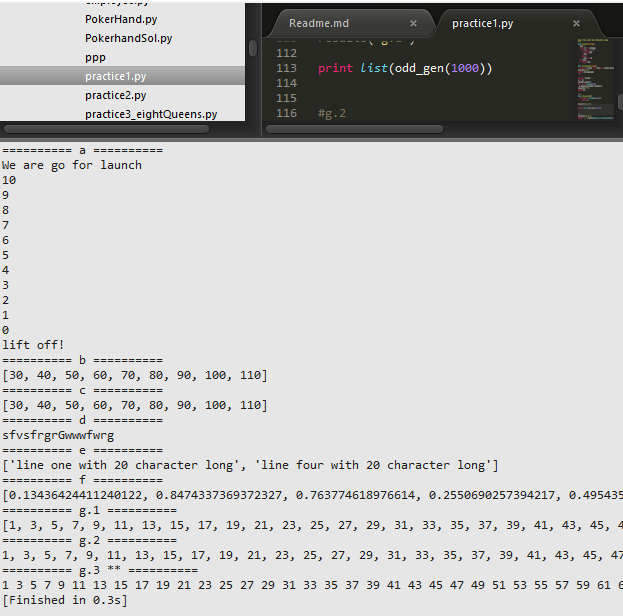 PokerHand.py
PokerhandSol.py
ppp
practice1.py
practice2.py
practice3_eightQueens.py
Readme.md × practice1.py ×
112
113 print list(odd_gen(1000))
114
115
116 #g.2
========== a ==========
We are go for launch
10
9
8
7
6
5
4
3
2
1
0
lift off!
========== b ==========
[30, 40, 50, 60, 70, 80, 90, 100, 110]
========== c ==========
[30, 40, 50, 60, 70, 80, 90, 100, 110]
========== d ==========
sfvsfrgrGwwwfwrg
========== e ==========
['line one with 20 character long', 'line four with 20 character long']
========== f ==========
[0.13436424411240122, 0.8474337369372327, 0.763774618976614, 0.2550690257394217, 0.495435
========== g.1 ==========
[1, 3, 5, 7, 9, 11, 13, 15, 17, 19, 21, 23, 25, 27, 29, 31, 33, 35, 37, 39, 41, 43, 45, 4
========== g.2 ==========
1, 3, 5, 7, 9, 11, 13, 15, 17, 19, 21, 23, 25, 27, 29, 31, 33, 35, 37, 39, 41, 43, 45, 47
========== g.3 ** ==========
1 3 5 7 9 11 13 15 17 19 21 23 25 27 29 31 33 35 37 39 41 43 45 47 49 51 53 55 57 59 61 6
[Finished in 0.3s]